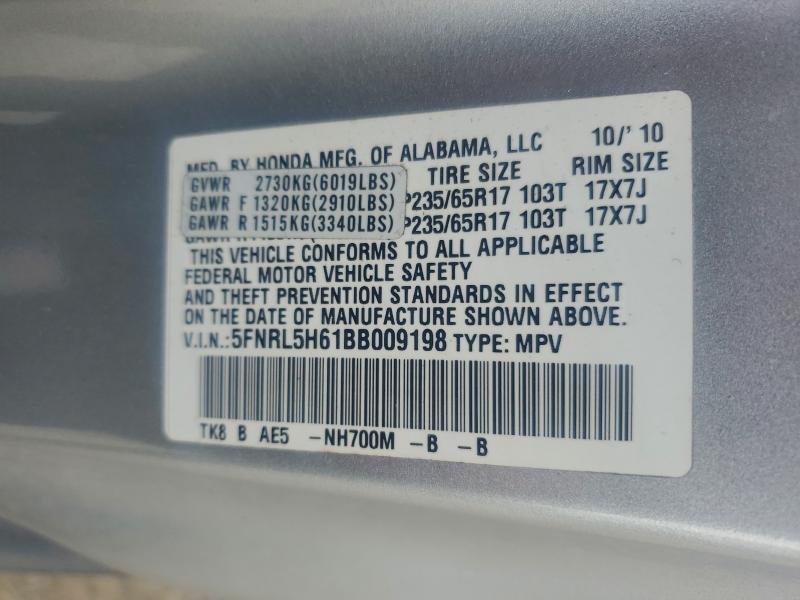 MFD. BY HONDA MFG. OF ALABAMA, LLC 10/'10
TIRE SIZE RIM SIZE
GVWR 2730KG(6019LBS)
GAWR F 1320KG(2910LBS) P235/65R17 103T 17X7J
GAWR R 1515KG(3340LBS) P235/65R17 103T 17X7J
THIS VEHICLE CONFORMS TO ALL APPLICABLE
FEDERAL MOTOR VEHICLE SAFETY
AND THEFT PREVENTION STANDARDS IN EFFECT
ON THE DATE OF MANUFACTURE SHOWN ABOVE.
V.I.N.: 5FNRL5H61BB009198 TYPE: MPV
TK8 B AE5 -NH700M -B -B